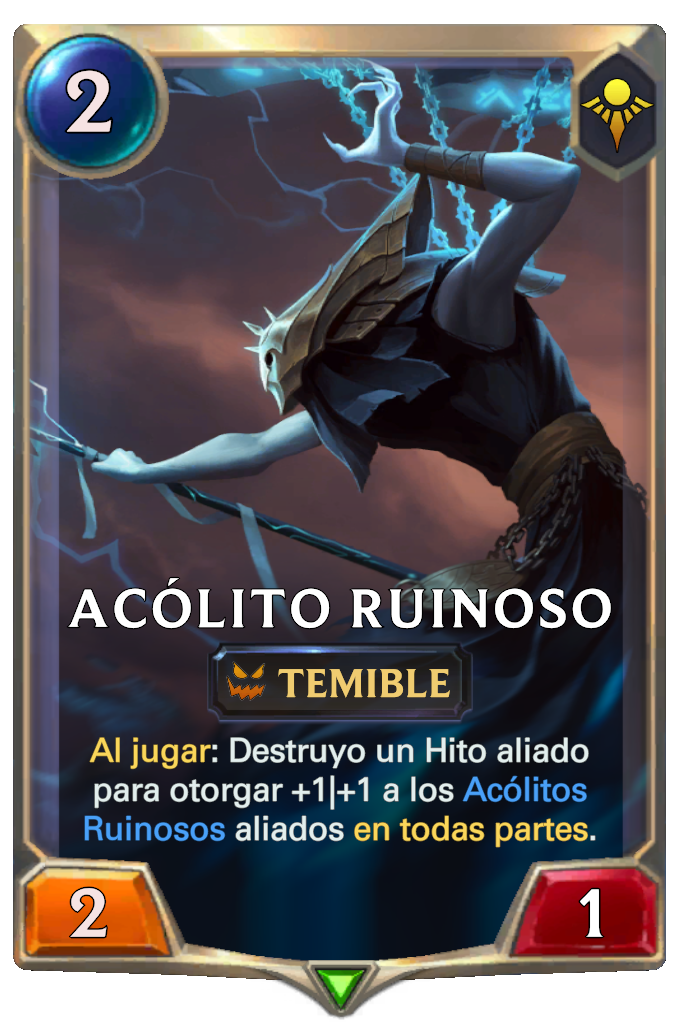 2
ACÓLITO RUINOSO
TEMIBLE
Al jugar: Destruyo un Hito aliado
para otorgar +1|+1 a los Acólitos
Ruinosos aliados en todas partes.
2
1